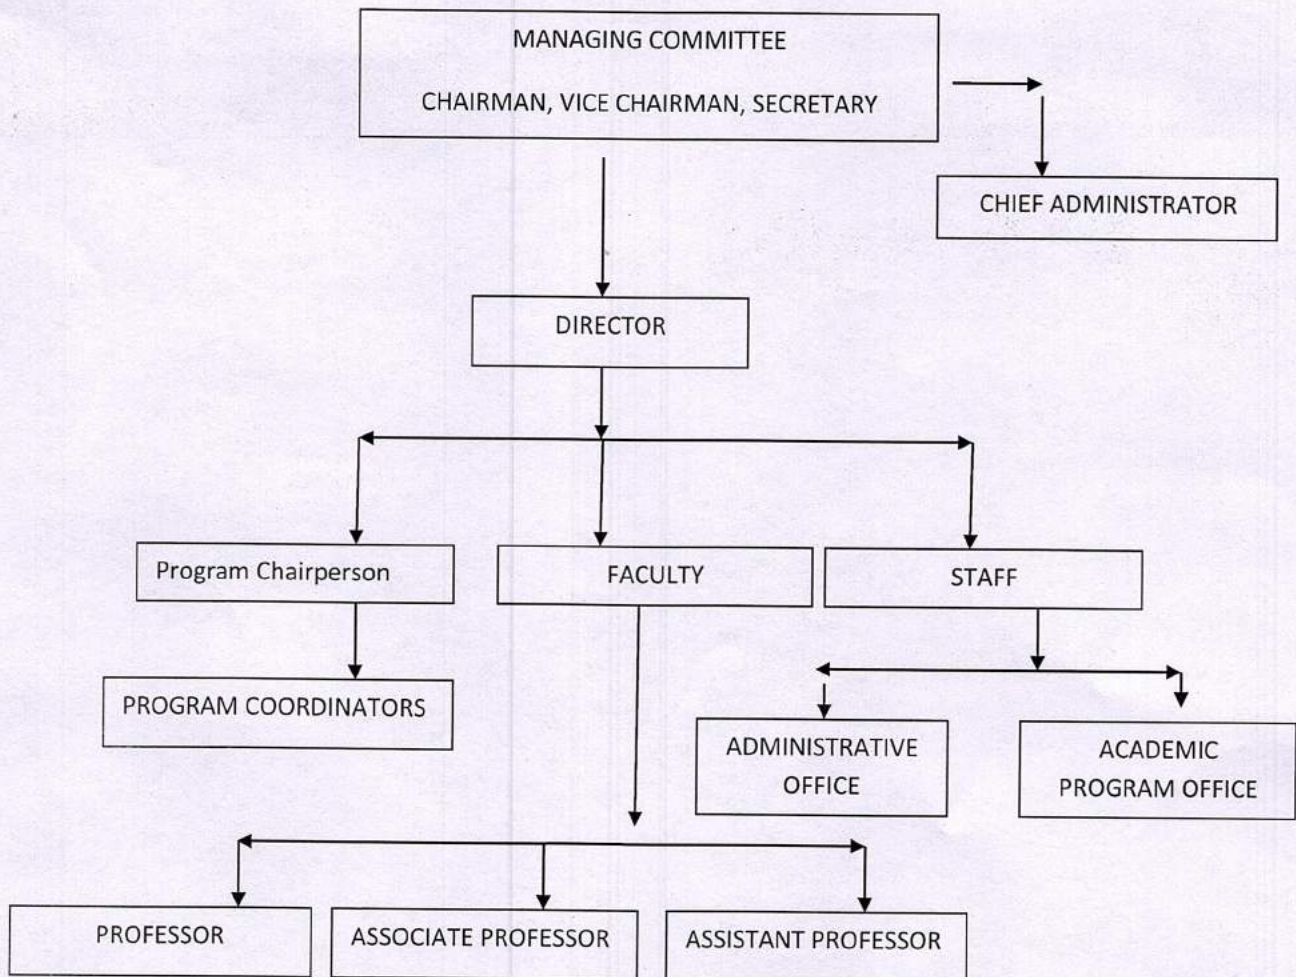 MANAGING COMMITTEE
CHAIRMAN, VICE CHAIRMAN, SECRETARY
CHIEF ADMINISTRATOR
DIRECTOR
Program Chairperson
FACULTY
STAFF
PROGRAM COORDINATORS
ADMINISTRATIVE
OFFICE
ACADEMIC
PROGRAM OFFICE
PROFESSOR
ASSOCIATE PROFESSOR
ASSISTANT PROFESSOR